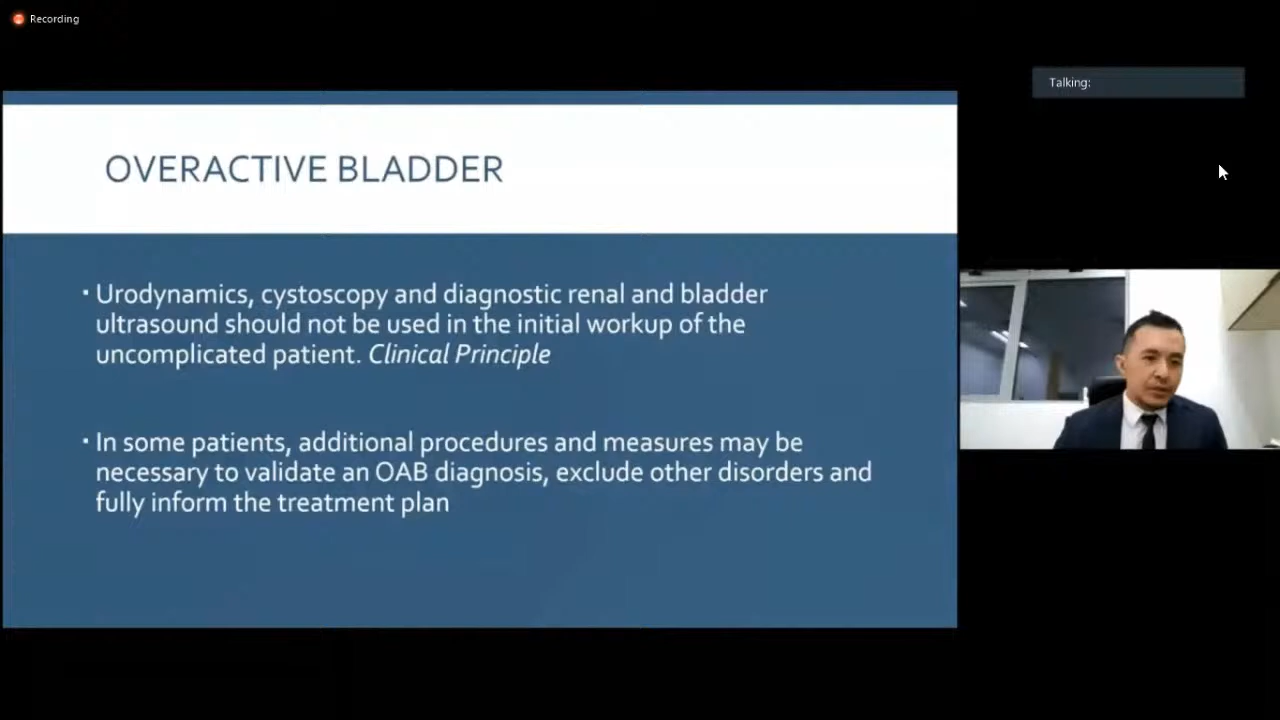 Recording
Talking:
OVERACTIVE BLADDER
Urodynamics, cystoscopy and diagnostic renal and bladder
ultrasound should not be used in the initial workup of the
uncomplicated patient. Clinical Principle
In some patients, additional procedures and measures may be
necessary to validate an OAB diagnosis, exclude other disorders and
fully inform the treatment plan